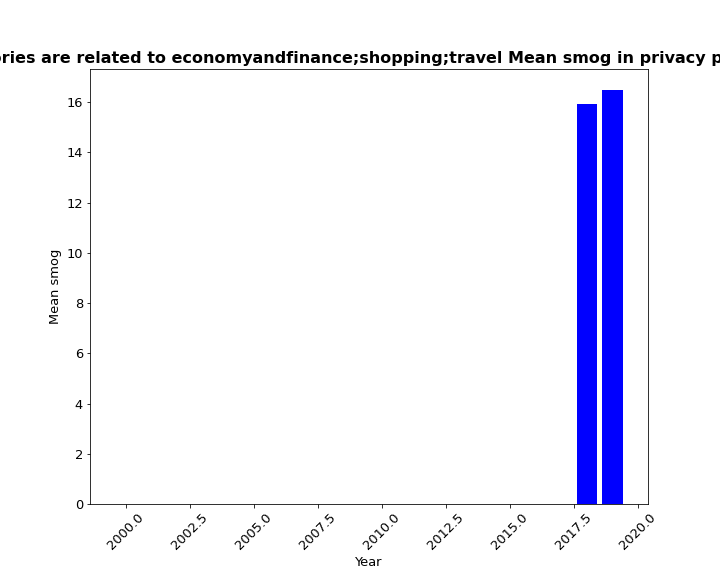 ories are related to economyandfinance;shopping;travel Mean smog in privacy p
16
14
12
10
8
6
4
2
0
Mean smog
2000.0 2002.5 2005.0 2007.5 2010.0 2012.5 2015.0 2017.5 2020.0
Year